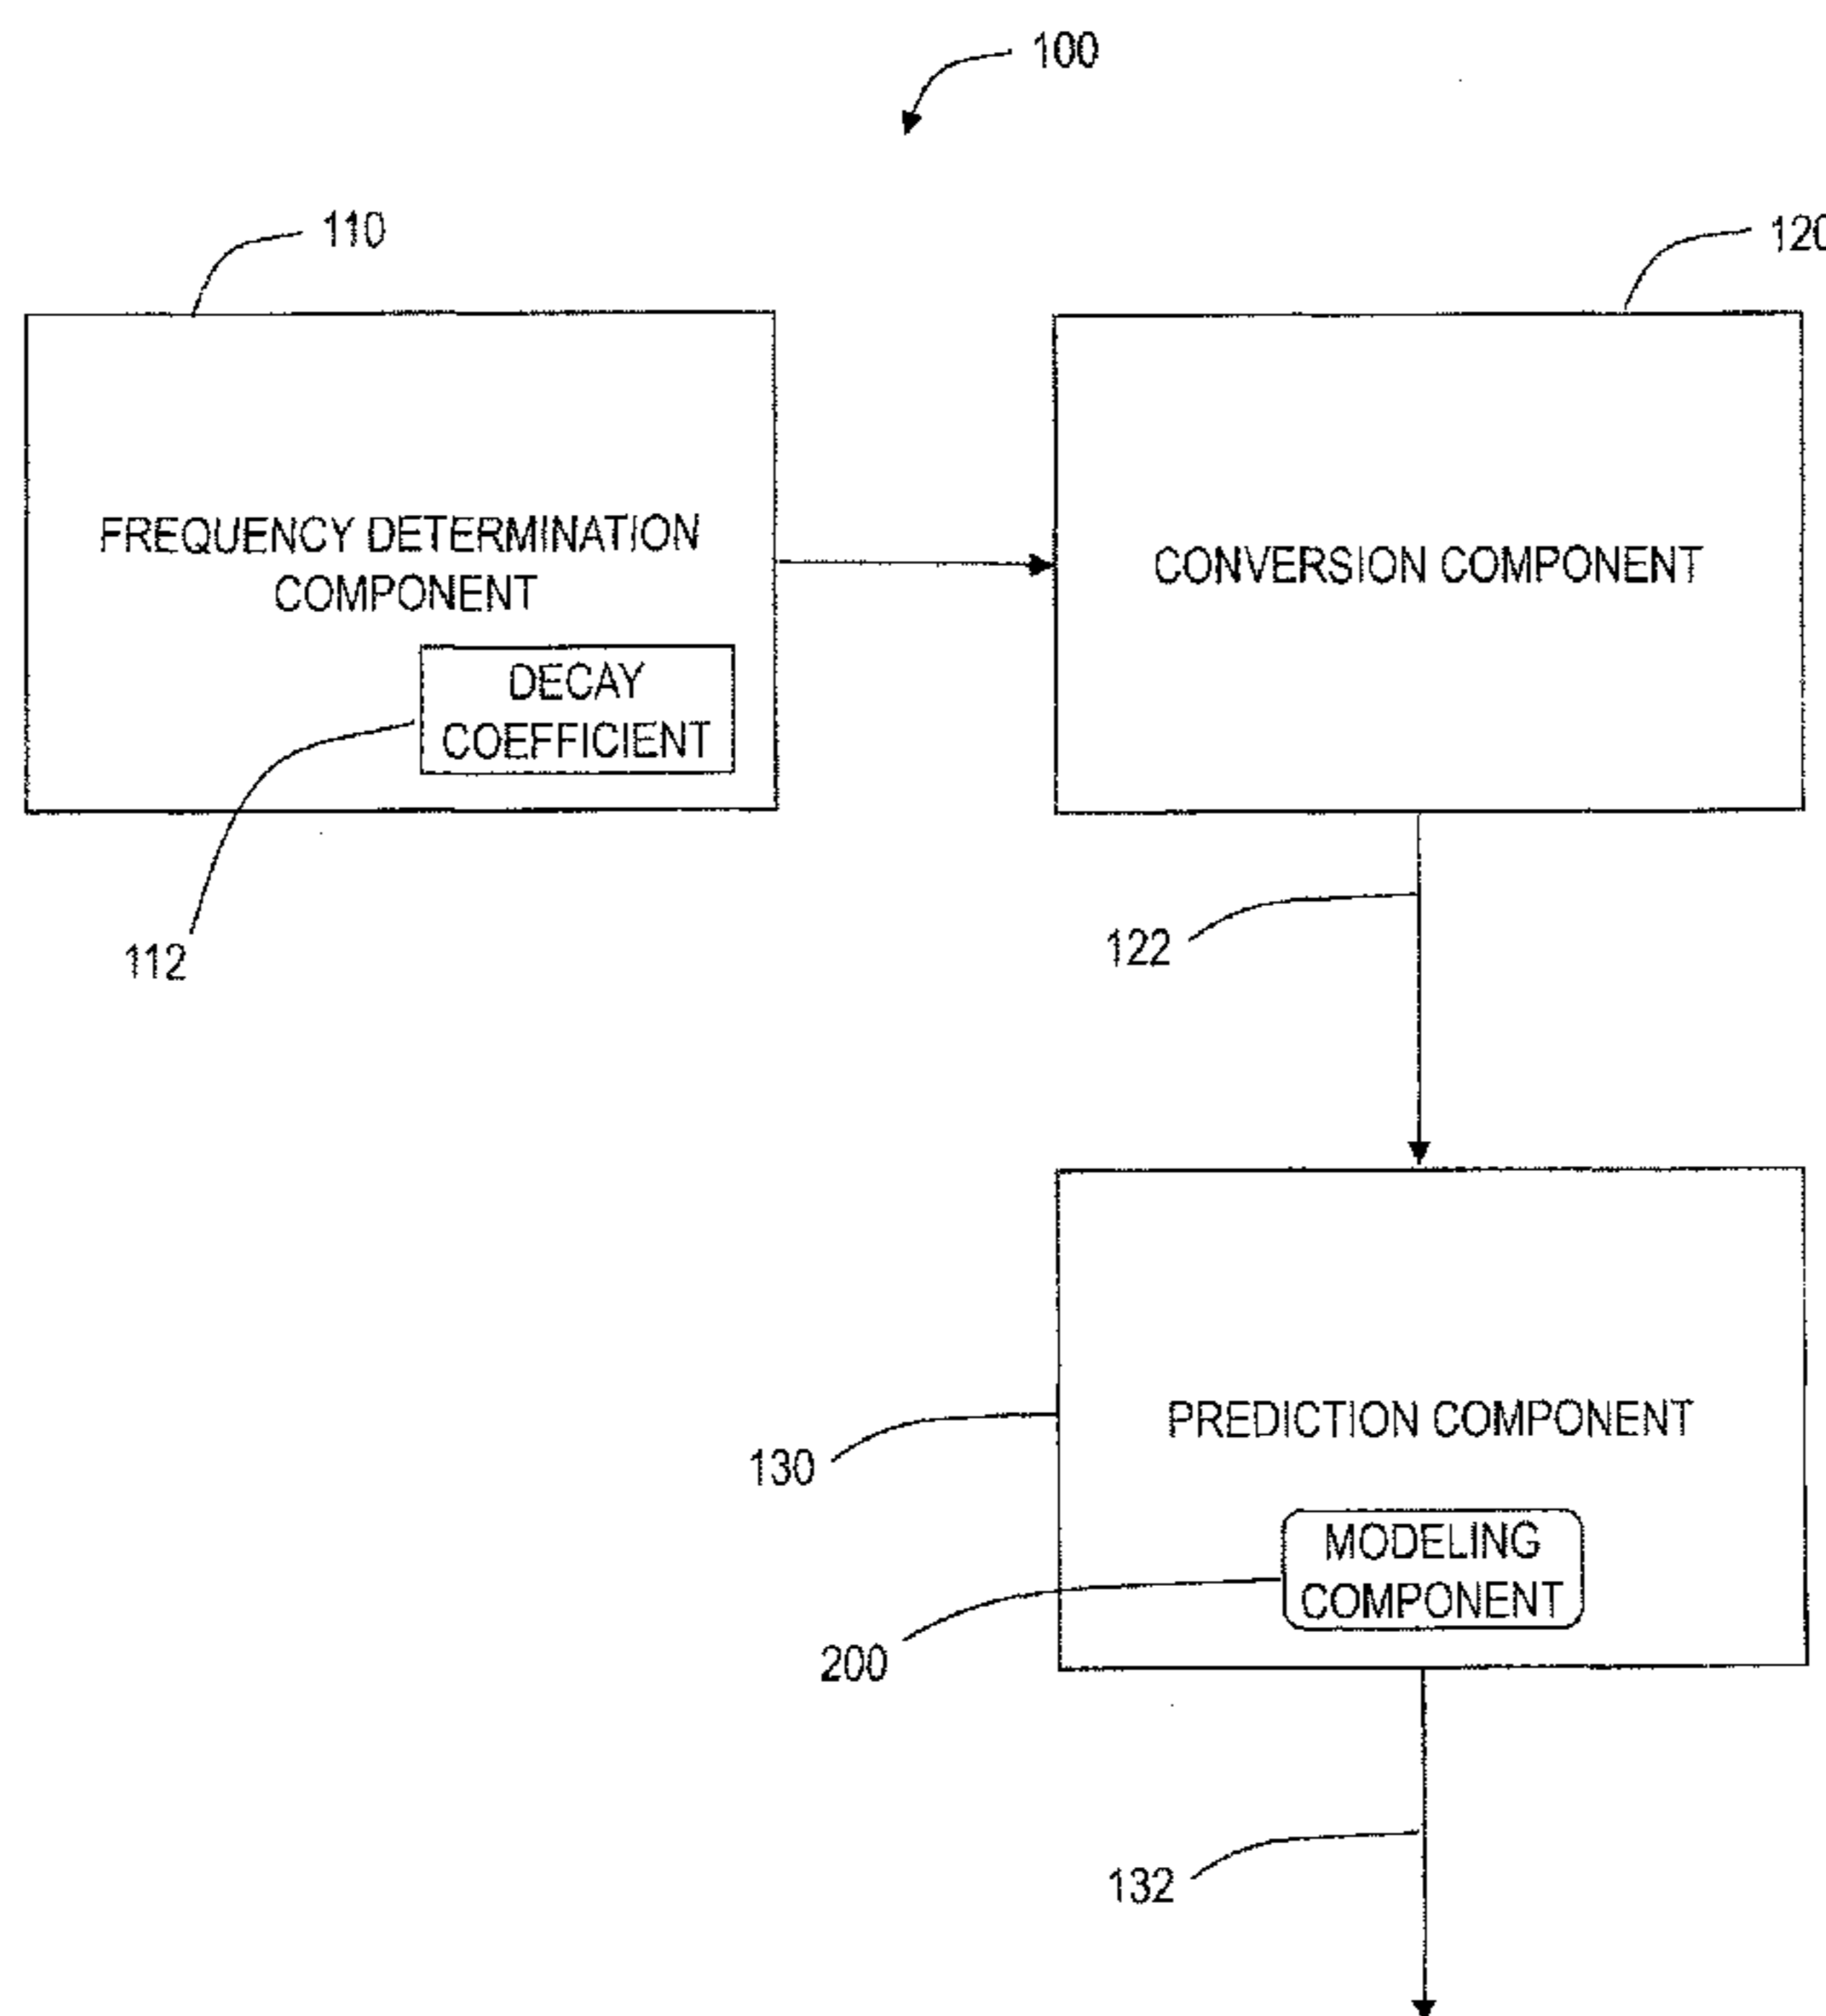 100
110
120
FREQUENCY DETERMINATION
COMPONENT
CONVERSION COMPONENT
DECAY
COEFFICIENT
112
122
PREDICTION COMPONENT
130
MODELING
COMPONENT
200
132